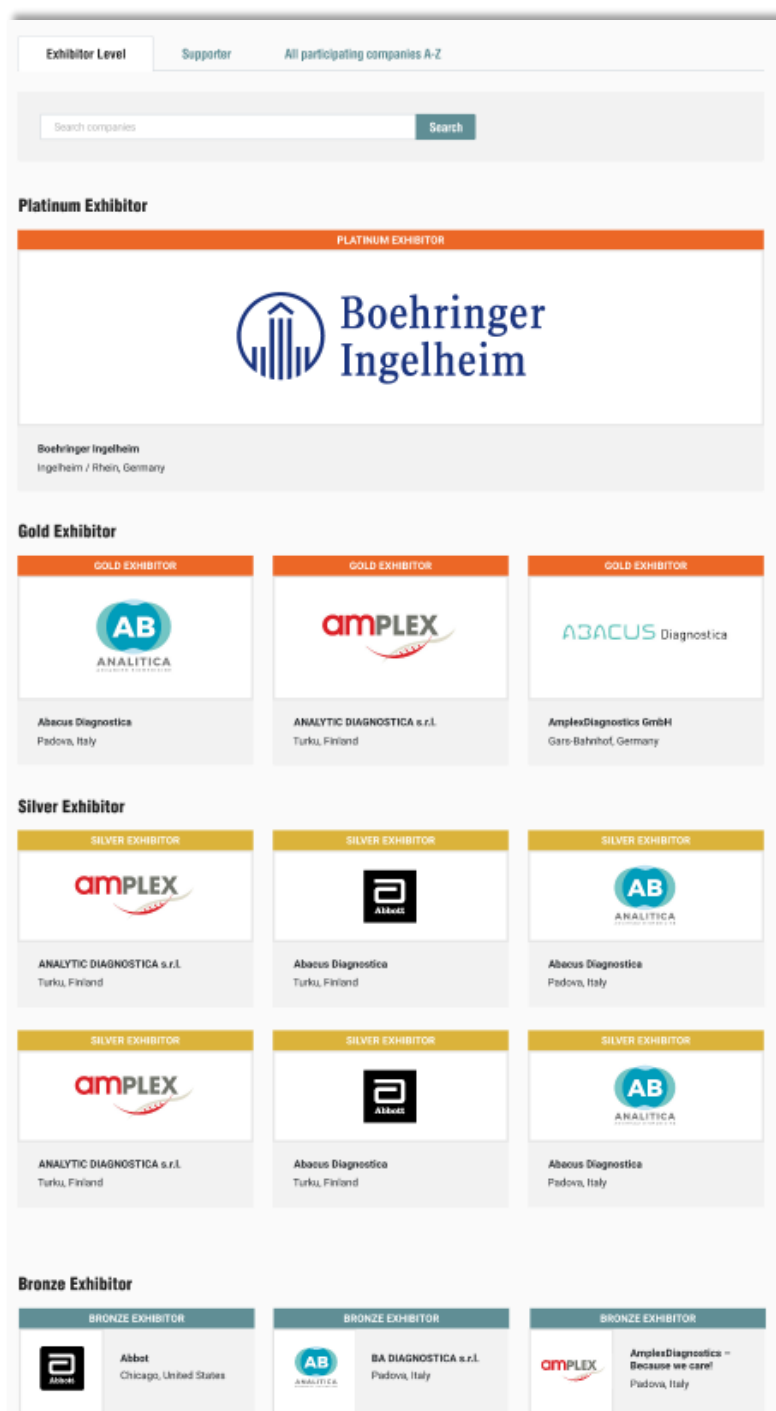 Exhibitor Level Supporter All participating companies A-Z
Search companies Search
Platinum Exhibitor
PLATINUM EXHIBITOR
Boehringer
Ingelheim
Boehringer Ingelheim
Ingelheim / Rhein, Germany
Gold Exhibitor
GOLD EXHIBITOR GOLD EXHIBITOR GOLD EXHIBITOR
AB
ANALITICA
amPLEX
ABACUS Diagnostica
Abacus Diagnostica ANALYTIC DIAGNOSTICA s.r.l. AmplexDiagnostics GmbH
Padova, Italy Turku, Finland Gars-Bahnhof, Germany
Silver Exhibitor
SILVER EXHIBITOR SILVER EXHIBITOR SILVER EXHIBITOR
amPLEX
Abbott
AB
ANALITICA
ANALYTIC DIAGNOSTICA s.r.l. Abacus Diagnostica Abacus Diagnostica
Turku, Finland Turku, Finland Padova, Italy
SILVER EXHIBITOR SILVER EXHIBITOR SILVER EXHIBITOR
amPLEX
Abbott
AB
ANALITICA
ANALYTIC DIAGNOSTICA s.r.l. Abacus Diagnostica Abacus Diagnostica
Turku, Finland Turku, Finland Padova, Italy
Bronze Exhibitor
BRONZE EXHIBITOR BRONZE EXHIBITOR BRONZE EXHIBITOR
Abbott
Abbot
Chicago, United States
AB
ANALITICA
BA DIAGNOSTICA s.r.l.
Padova, Italy
amPLEX
AmplexDiagnostics –
Because we care!
Padova, Italy